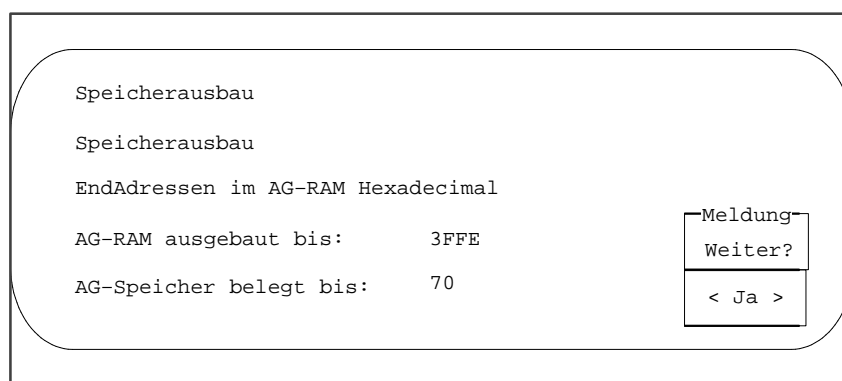 Speicherausbau
Speicherausbau
EndAdressen im AG-RAM Hexadecimal
AG-RAM ausgebaut bis: 3FFE
AG-Speicher belegt bis: 70
Meldung
Weiter?
< Ja >